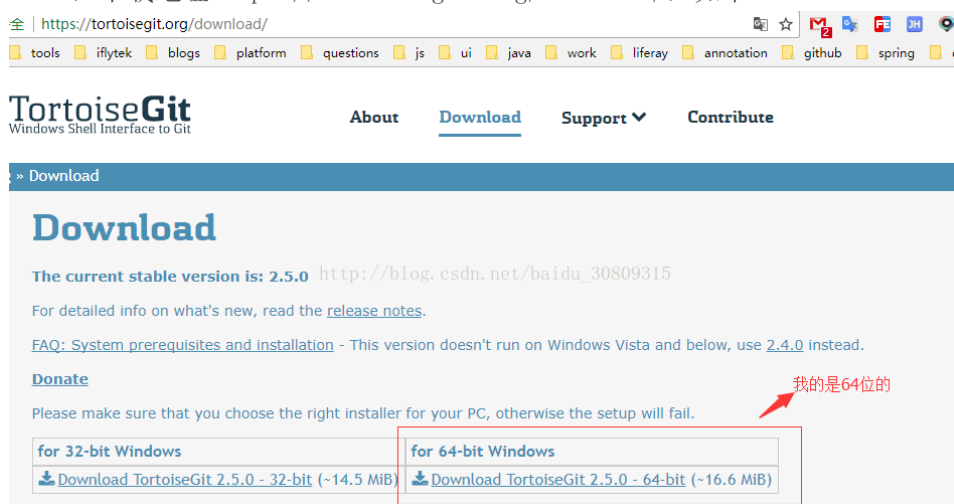 全 | https://tortoisegit.org/download/
tools iflytek blogs platform questions js ui java work liferay annotation github spring
TortoiseGit
Windows Shell Interface to Git
About Download Support Contribute
» Download
Download
The current stable version is: 2.5.0 http://blog.csdn.net/baidu_30809315
For detailed info on what's new, read the release notes.
FAQ: System prerequisites and installation - This version doesn't run on Windows Vista and below, use 2.4.0 instead.
Donate
我的是64位的
Please make sure that you choose the right installer for your PC, otherwise the setup will fail.
for 32-bit Windows for 64-bit Windows
Download TortoiseGit 2.5.0 - 32-bit (~14.5 MiB) Download TortoiseGit 2.5.0 - 64-bit (~16.6 MiB)